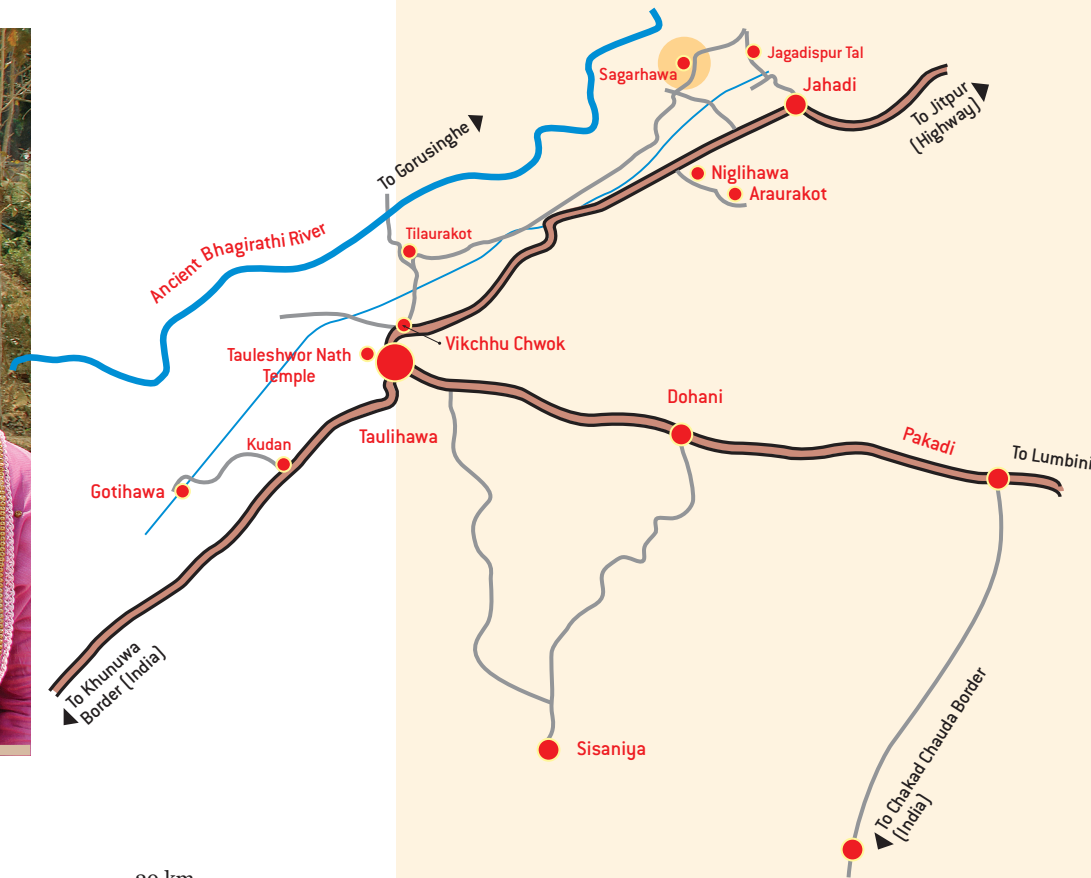 Jagadispur Tal
Sagarhawa
Jahadi
To Jitpur
(Highway)
To Gorusinghe
Niglihawa
Araurakot
Tilaurakot
Ancient Bhagirathi River
Vikchhu Chwok
Tauleshwor Nath
Temple
Dohani
Taulihawa
Pakadi
To Lumbini
Kudan
Gotihawa
To Khunuwa
Border (India)
Sisaniya
To Chakad Chauda Border
(India)